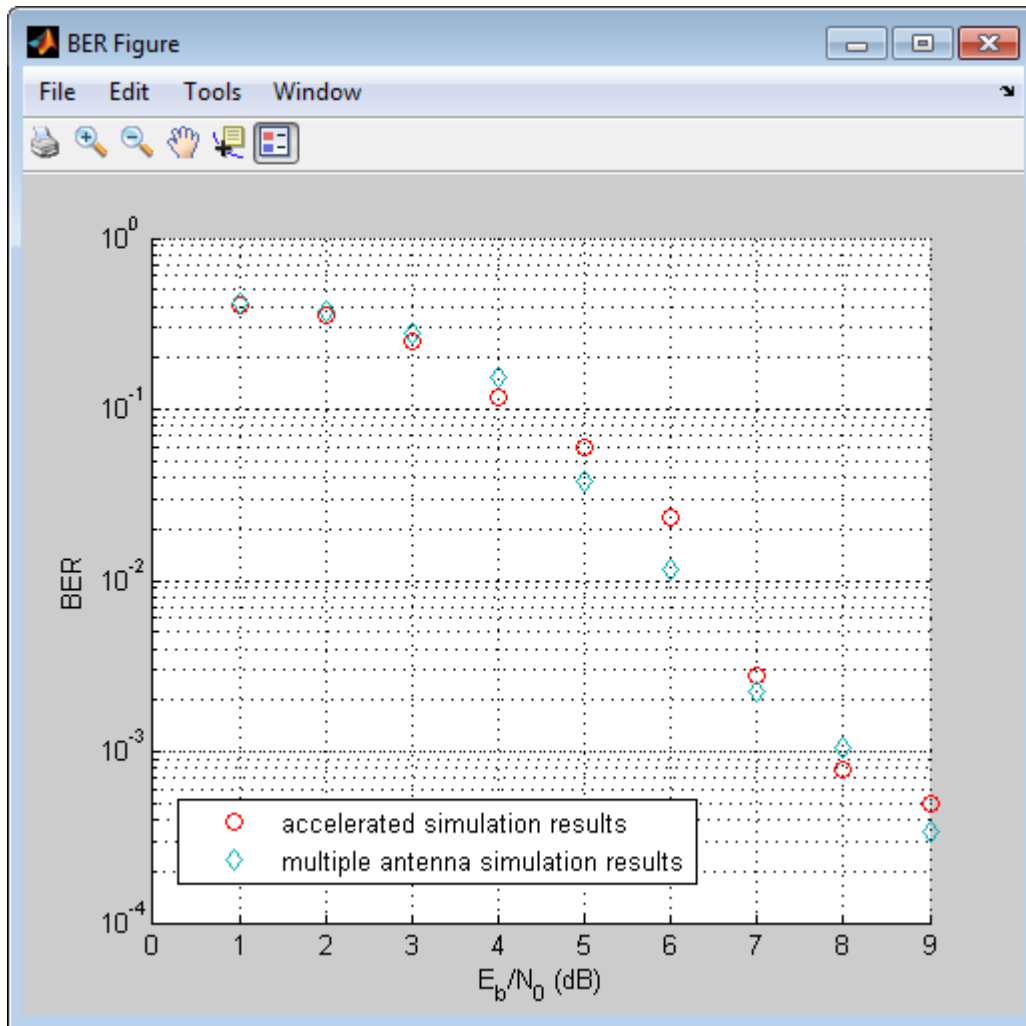 BER Figure
File Edit Tools Window
10^0
10^-1
10^-2
10^-3
10^-4
BER
accelerated simulation results
multiple antenna simulation results
0 1 2 3 4 5 6 7 8 9
E_b/N_0 (dB)